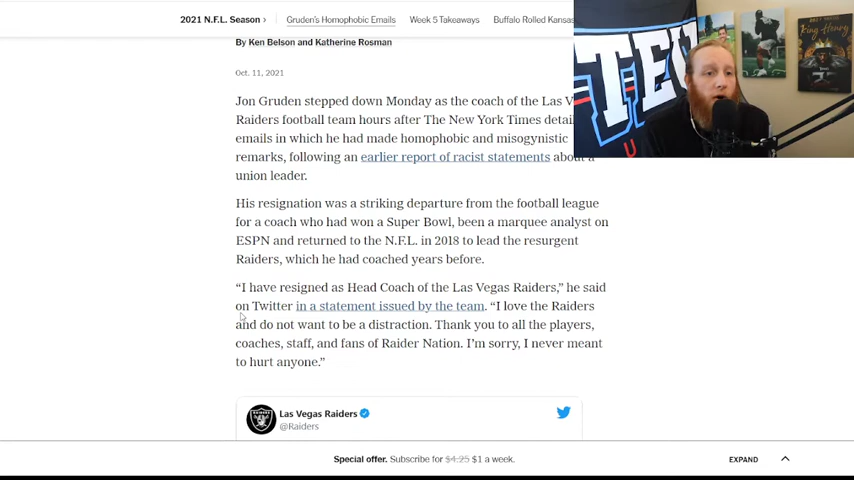 2021 N.F.L. Season › Gruden's Homophobic Emails Week 5 Takeaways Buffalo Rolled Kansas
By Ken Belson and Katherine Rosman
Oct. 11, 2021
Jon Gruden stepped down Monday as the coach of the Las V
Raiders football team hours after The New York Times detai
emails in which he had made homophobic and misogynistic
remarks, following an earlier report of racist statements about a
union leader.
His resignation was a striking departure from the football league
for a coach who had won a Super Bowl, been a marquee analyst on
ESPN and returned to the N.F.L. in 2018 to lead the resurgent
Raiders, which he had coached years before.
“I have resigned as Head Coach of the Las Vegas Raiders,” he said
on Twitter in a statement issued by the team. “I love the Raiders
and do not want to be a distraction. Thank you to all the players,
coaches, staff, and fans of Raider Nation. I’m sorry, I never meant
to hurt anyone.”
Las Vegas Raiders
@Raiders
Special offer. Subscribe for $4.25 $1 a week.
EXPAND
TEN
U
King Henry